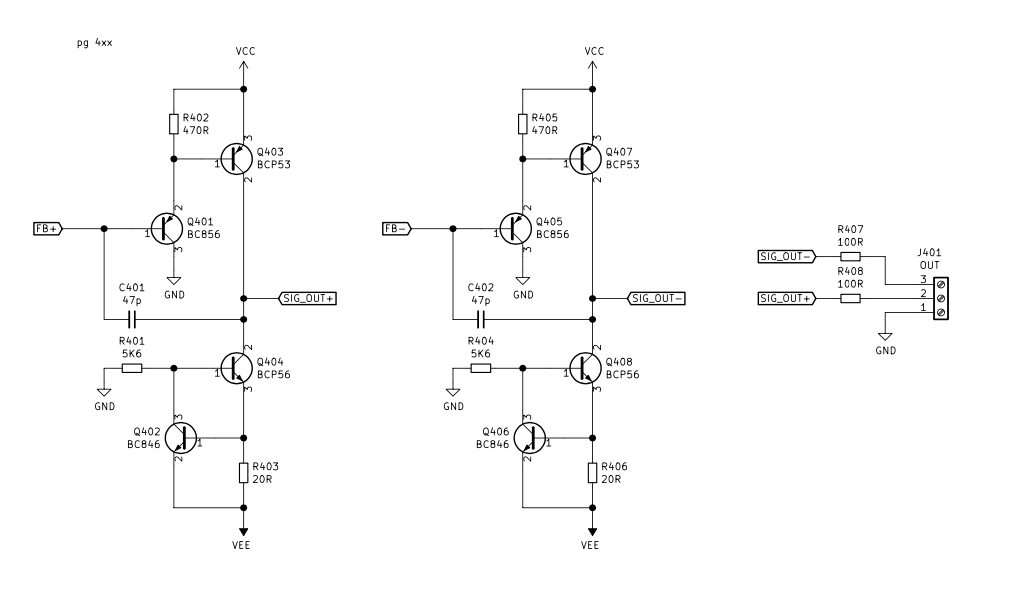 pg 4xx
VCC
R402
470R
3
Q403
BCP53
1
2
2
Q401
BC856
FB+
1
3
GND
C401
47p
SIG_OUT+
R401
5K6
2
Q404
BCP56
1
3
GND
3
Q402
BC846
1
2
R403
20R
VEE
VCC
R405
470R
3
Q407
BCP53
1
2
2
Q405
BC856
FB-
1
3
GND
C402
47p
SIG_OUT-
R404
5K6
2
Q408
BCP56
1
3
GND
3
Q406
BC846
1
2
R406
20R
VEE
R407
100R
SIG_OUT-
R408
100R
SIG_OUT+
J401
OUT
3
2
1
GND